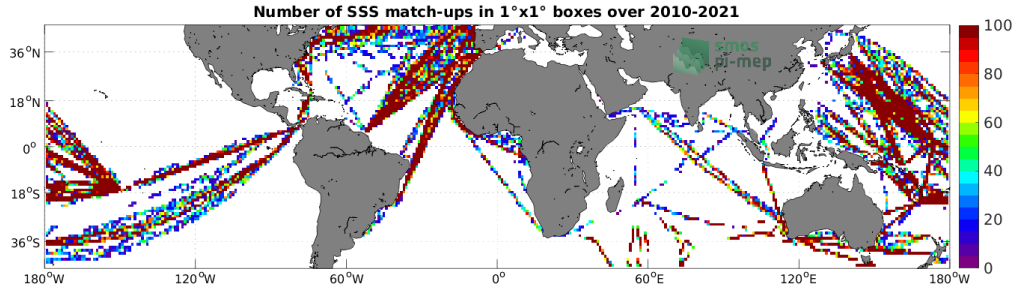 Number of SSS match-ups in 1°x1° boxes over 2010-2021
36°N
18°N
0°
18°S
36°S
180°W
120°W
60°W
0°
60°E
120°E
180°W
smos
pi-mep
100
80
60
40
20
0